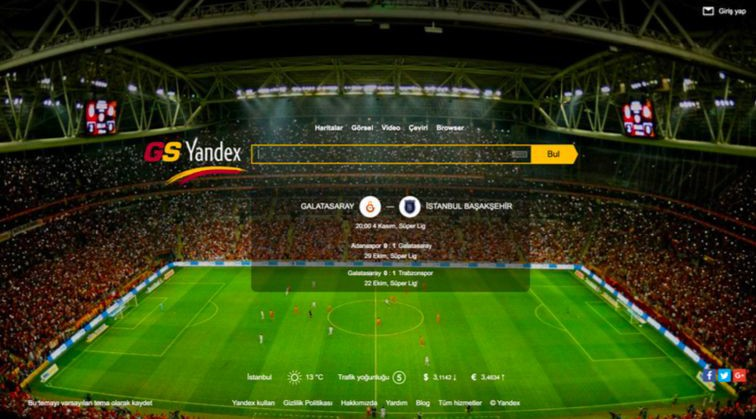 Giriş yap
Haritalar Görsel Video Çeviri Browser
GS Yandex
Bul
GALATASARAY — İSTANBUL BAŞAKŞEHİR
20:00 4 Kasım, Süper Lig
Adanaspor 0 : 1 Galatasaray
29 Ekim, Süper Lig
Galatasaray 0 : 1 Trabzonspor
22 Ekim, Süper Lig
İstanbul 13 °C Trafik yoğunluğu 5 $ 3,1142 ↓ € 3,4634 ↑
Bu temayı varsayılan tema olarak kaydet
Yandex kullan Gizlilik Politikası Hakkımızda Yardım Blog Tüm hizmetler © Yandex